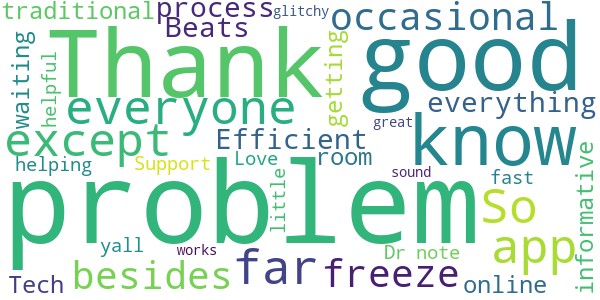 traditional process glitchy occasional
Beats
waiting helpful Thank getting good
everyone everything
except Efficient great know
helping Support Love room
problem little sound fast informative
So
yall works Dr note app
Tech besides far freeze online